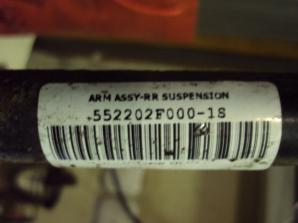 ARM ASSY-RR SUSPENSION
.552202F000-1S